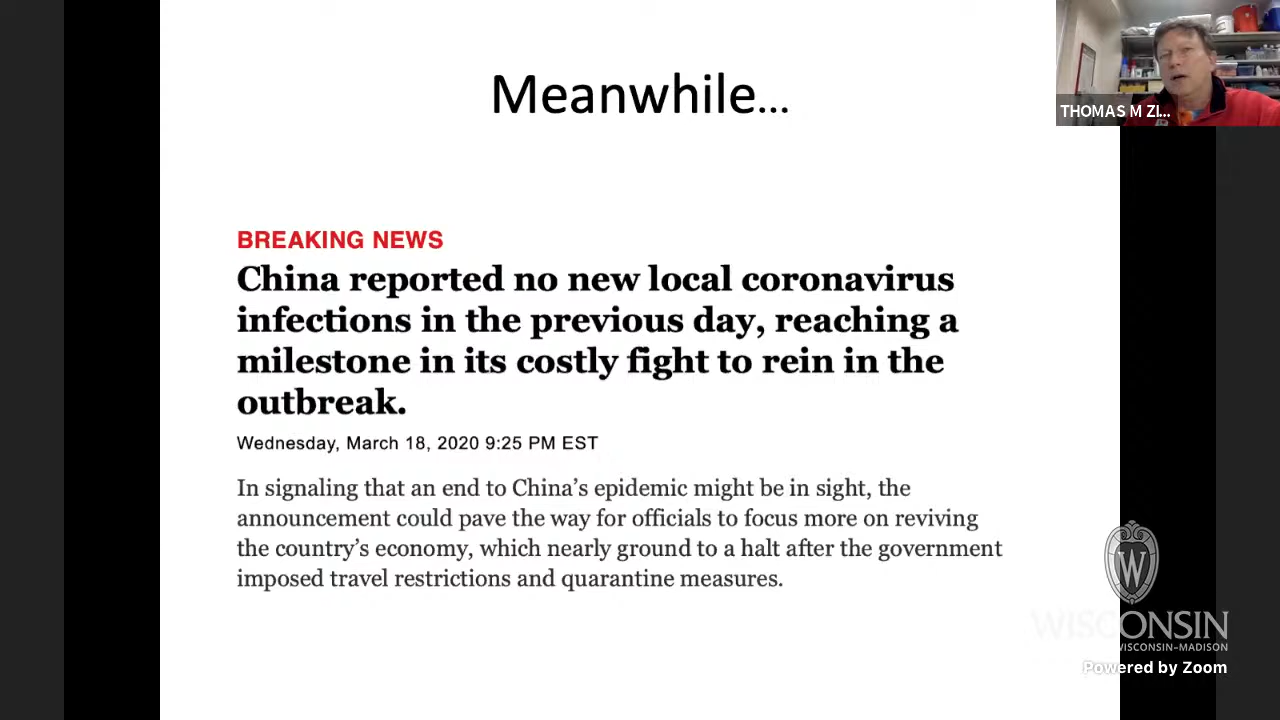 Meanwhile...
THOMAS M ZI...
BREAKING NEWS
China reported no new local coronavirus
infections in the previous day, reaching a
milestone in its costly fight to rein in the
outbreak.
Wednesday, March 18, 2020 9:25 PM EST
In signaling that an end to China’s epidemic might be in sight, the
announcement could pave the way for officials to focus more on reviving
the country’s economy, which nearly ground to a halt after the government
imposed travel restrictions and quarantine measures.
W
WISCONSIN
WISCONSIN–MADISON
Powered by Zoom